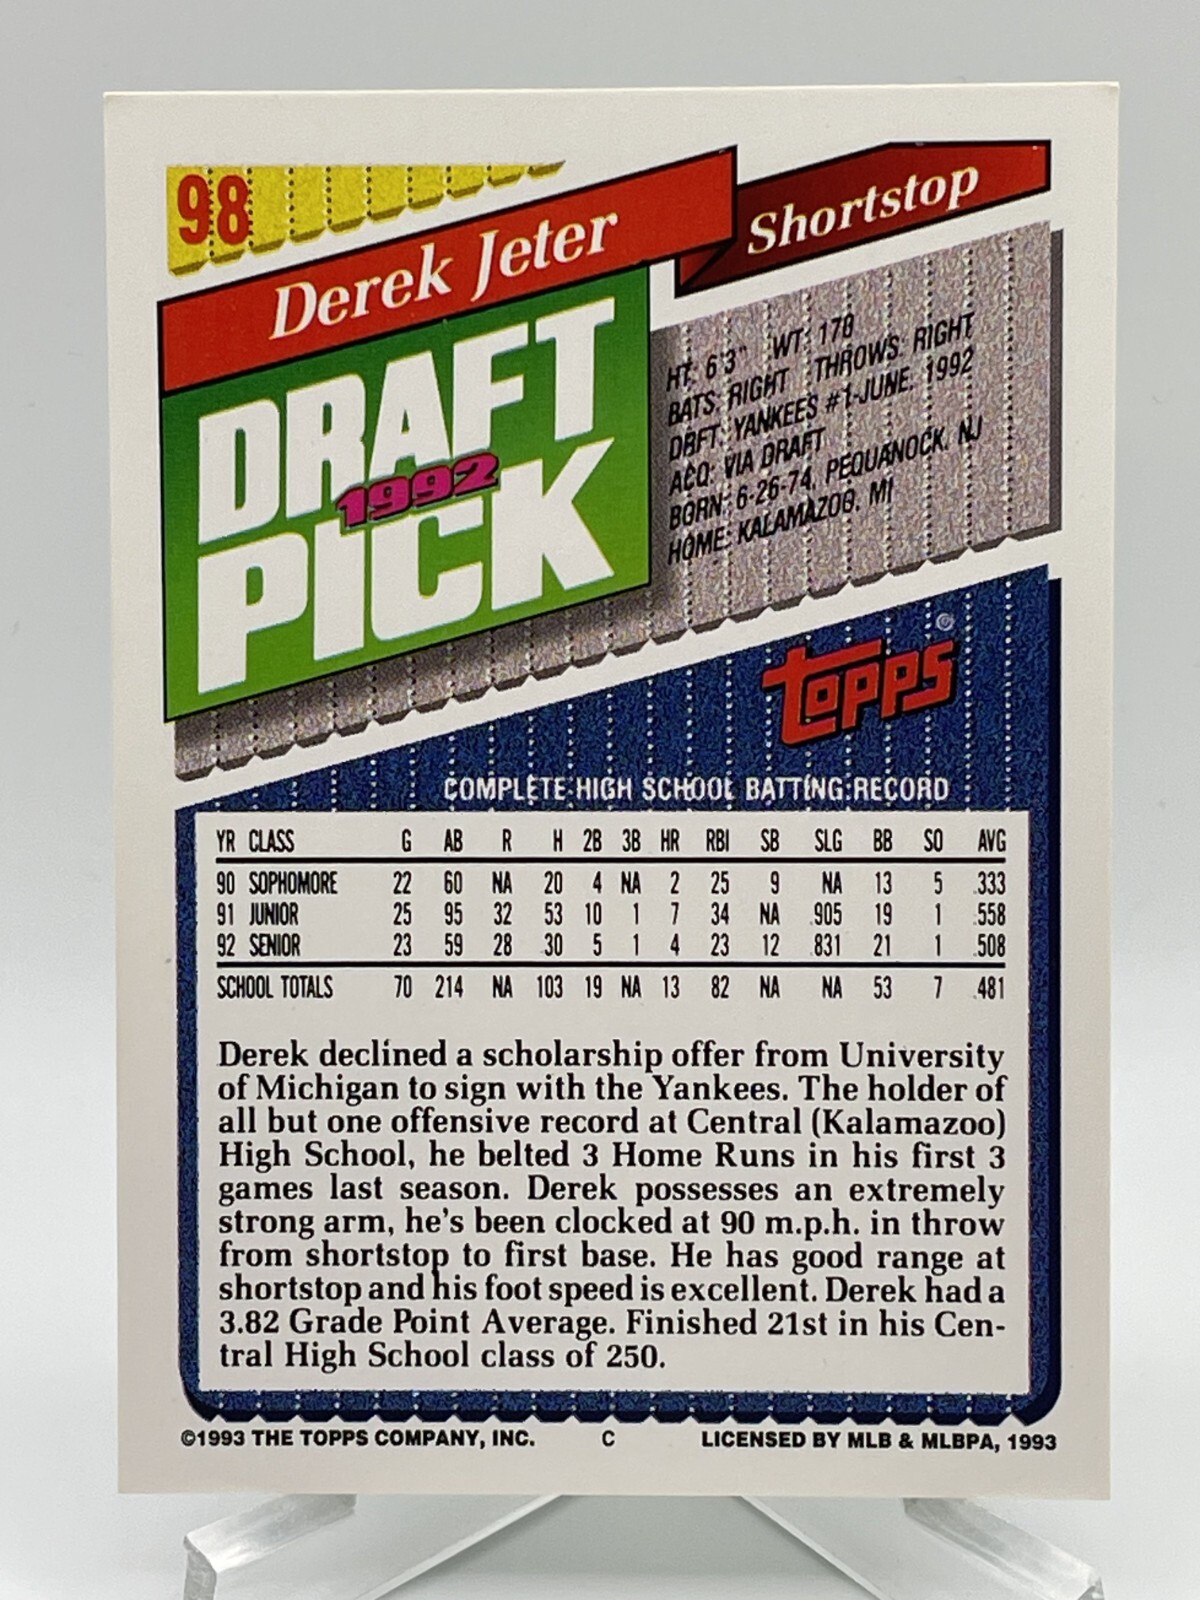 98
Derek Jeter
Shortstop
DRAFT
1992
PICK
HT: 6'3" WT: 178
BATS: RIGHT THROWS: RIGHT
DRFT: YANKEES #1-JUNE, 1992
ACQ: VIA DRAFT
BORN: 6-26-74, PEQUANOCK, NJ
HOME: KALAMAZOO, MI
TOPPS ®
COMPLETE HIGH SCHOOL BATTING RECORD
YR CLASS G AB R H 2B 3B HR RBI SB SLG BB SO AVG
90 SOPHOMORE 22 60 NA 20 4 NA 2 25 9 NA 13 5 .333
91 JUNIOR 25 95 32 53 10 1 7 34 NA .905 19 1 .558
92 SENIOR 23 59 28 30 5 1 4 23 12 .831 21 1 .508
SCHOOL TOTALS 70 214 NA 103 19 NA 13 82 NA NA 53 7 .481
Derek declined a scholarship offer from University
of Michigan to sign with the Yankees. The holder of
all but one offensive record at Central (Kalamazoo)
High School, he belted 3 Home Runs in his first 3
games last season. Derek possesses an extremely
strong arm, he's been clocked at 90 m.p.h. in throw
from shortstop to first base. He has good range at
shortstop and his foot speed is excellent. Derek had a
3.82 Grade Point Average. Finished 21st in his Cen-
tral High School class of 250.
©1993 THE TOPPS COMPANY, INC. C LICENSED BY MLB & MLBPA, 1993